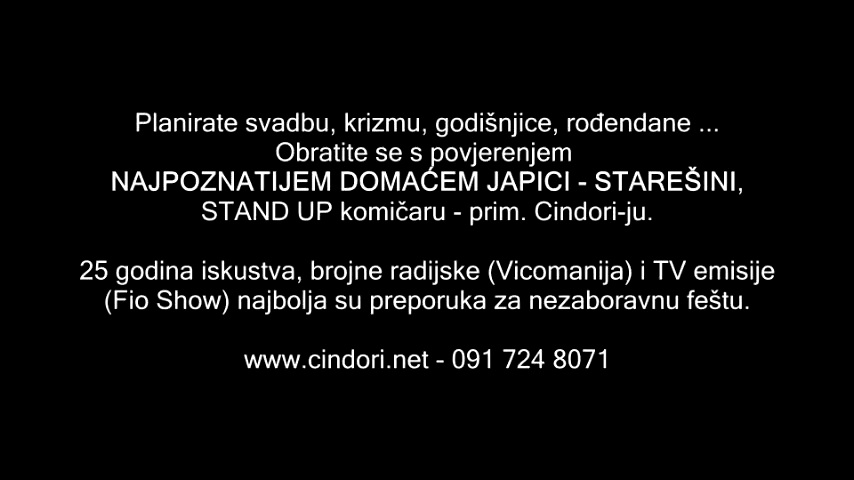 Planirate svadbu, krizmu, godišnjice, rođendane ...
Obratite se s povjerenjem
NAJPOZNATIJEM DOMAĆEM JAPICI - STAREŠINI,
STAND UP komičaru - prim. Cindori-ju.
25 godina iskustva, brojne radijske (Vicomanija) i TV emisije
(Fio Show) najbolja su preporuka za nezaboravnu feštu.
www.cindori.net - 091 724 8071